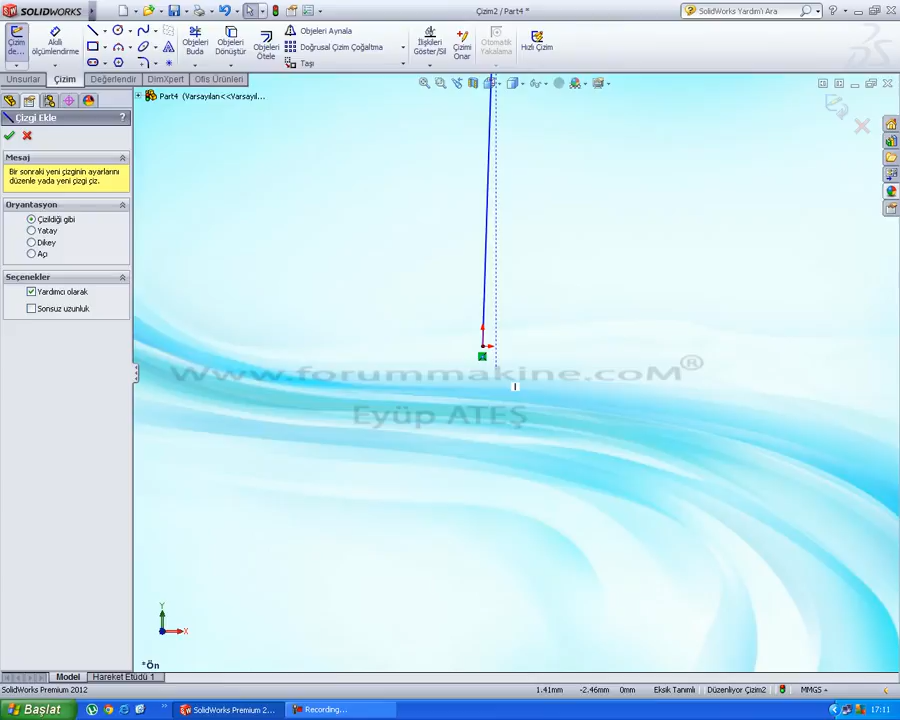 SOLIDWORKS
Çizim2 / Part4 *
SolidWorks Yardım'ı Ara
Çizim de...
Akıllı ölçümlendirme
Objeleri Buda
Objeleri Dönüştür
Objeleri Ötele
Objeleri Aynala
Doğrusal Çizim Çoğaltma
Taşı
İlişkileri Göster/Sil
Çizimi Onar
Otomatik Yakalama
Hızlı Çizim
Unsurlar
Çizim
Değerlendir
DimXpert
Ofis Ürünleri
Part4 (Varsayılan<<Varsayıl...
Çizgi Ekle
?
Mesaj
Bir sonraki yeni çizginin ayarlarını
düzenle yada yeni çizgi çiz.
Oryantasyon
Çizildiği gibi
Yatay
Dikey
Açı
Seçenekler
Yardımcı olarak
Sonsuz uzunluk
www.forummakine.coM®
Eyüp ATEŞ
Y
X
*Ön
Model
Hareket Etüdü 1
SolidWorks Premium 2012
1.41mm
-2.46mm
0mm
Eksik Tanımlı
Düzenliyor Çizim2
MMGS
Başlat
SolidWorks Premium 2...
Recording...
TR
17:11